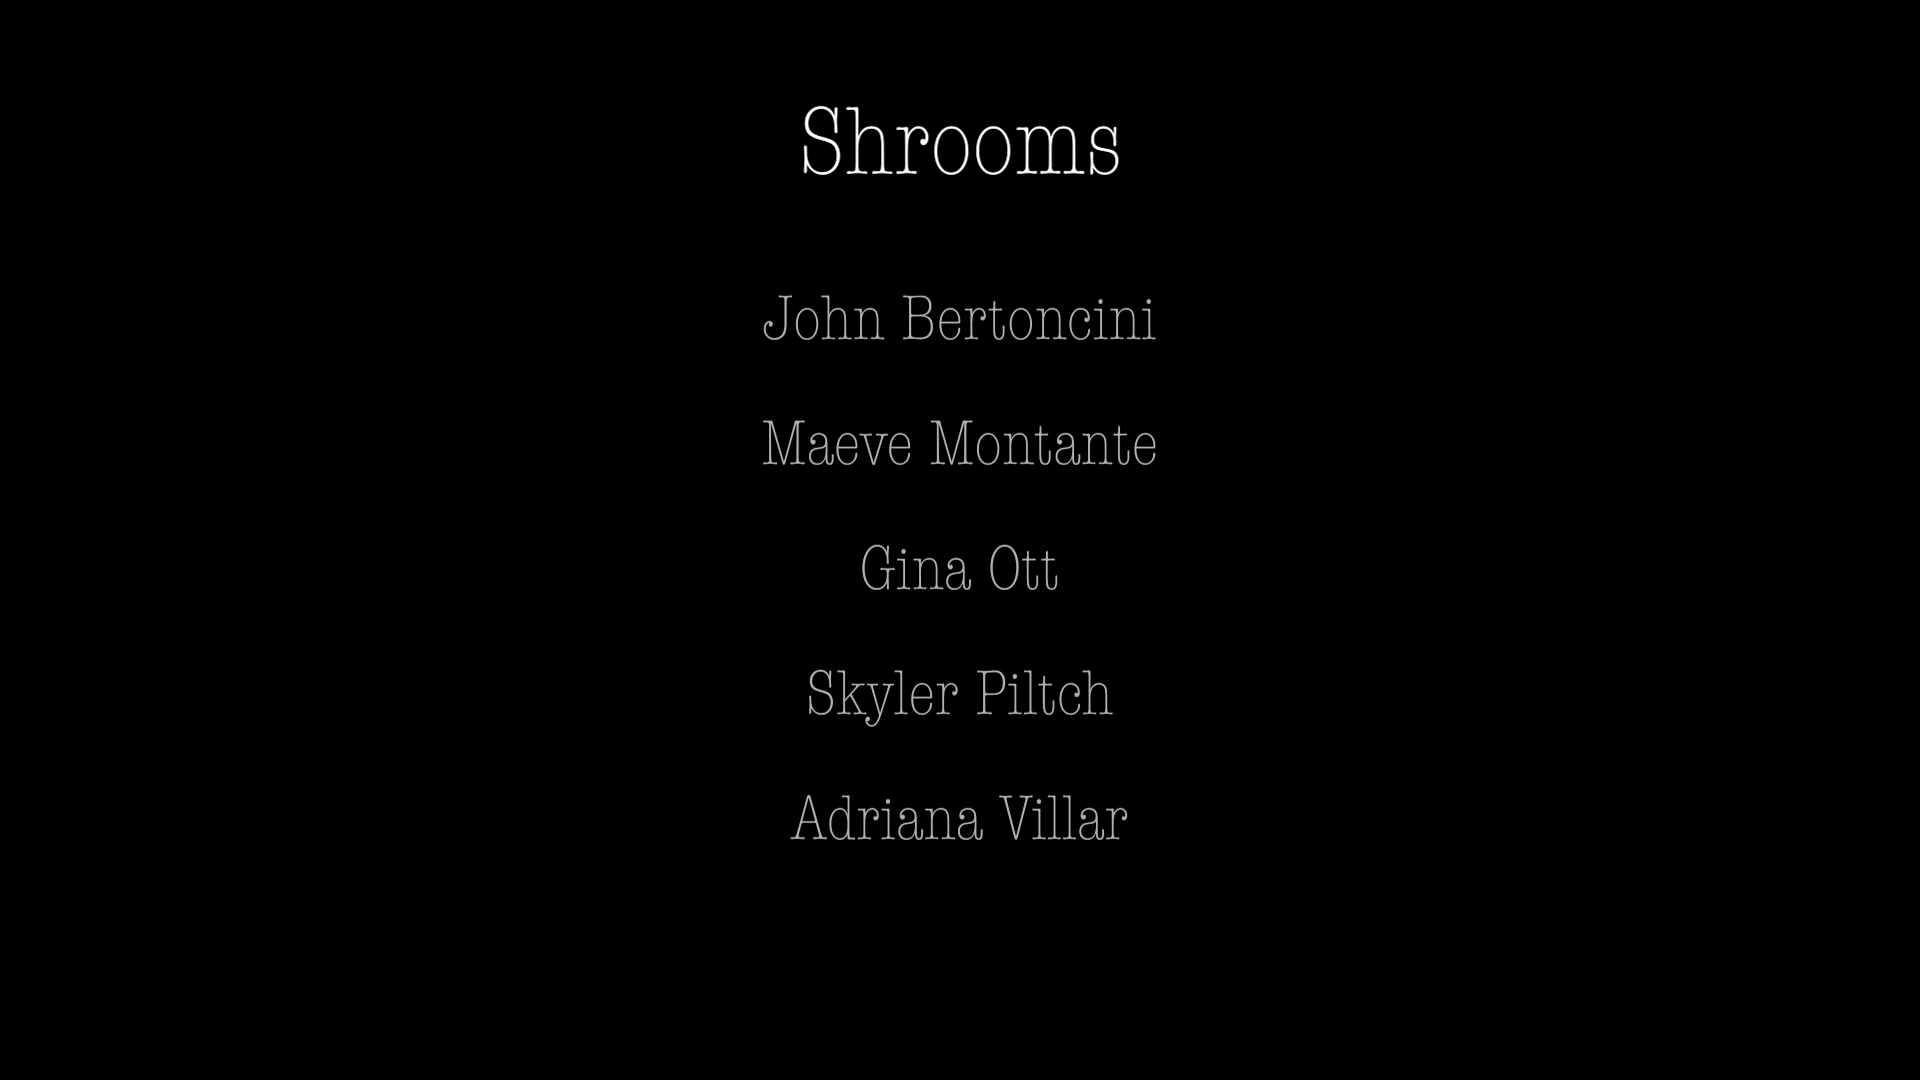 Shrooms
John Bertoncini
Maeve Montante
Gina Ott
Skyler Piltch
Adriana Villar